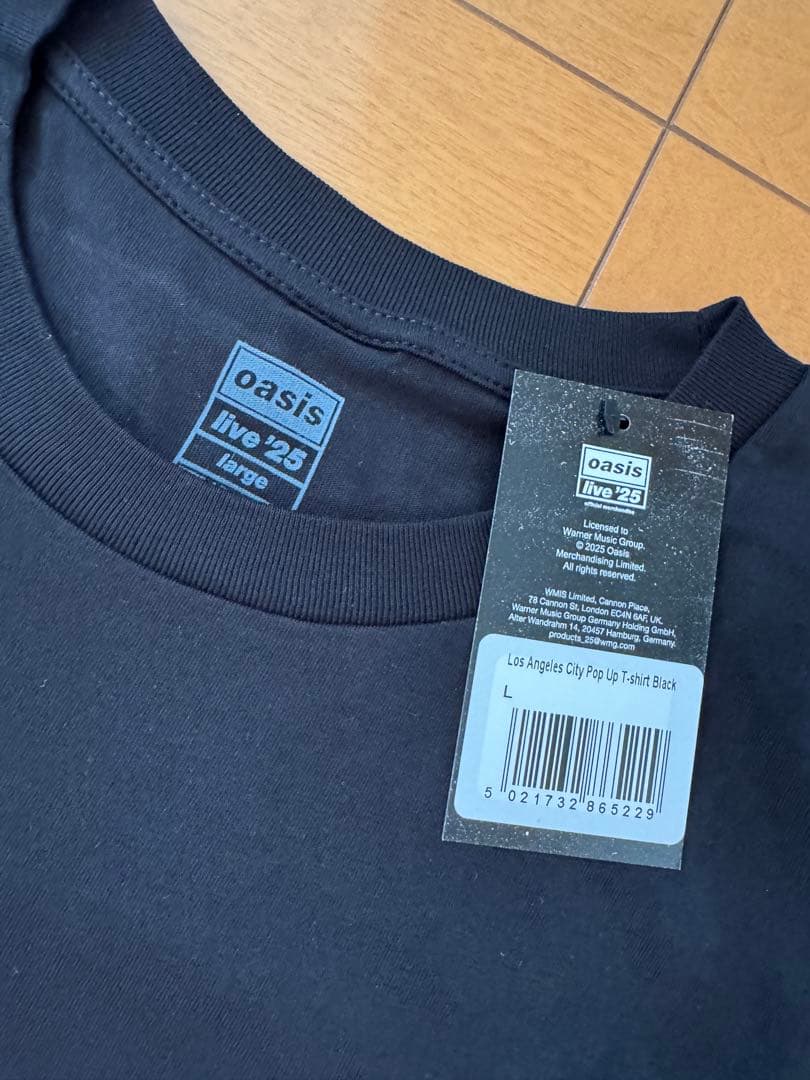 oasis
live '25
large
oasis
live '25
official merchandise
Licensed to
Warner Music Group.
© 2025 Oasis
Merchandising Limited.
All rights reserved.
WMIS Limited, Cannon Place,
78 Cannon St, London EC4N 6AF, UK.
Warner Music Group Germany Holding GmbH,
Alter Wandrahm 14, 20457 Hamburg, Germany.
products_25@wmg.com
Los Angeles City Pop Up T-shirt Black
L
5 021732 865229